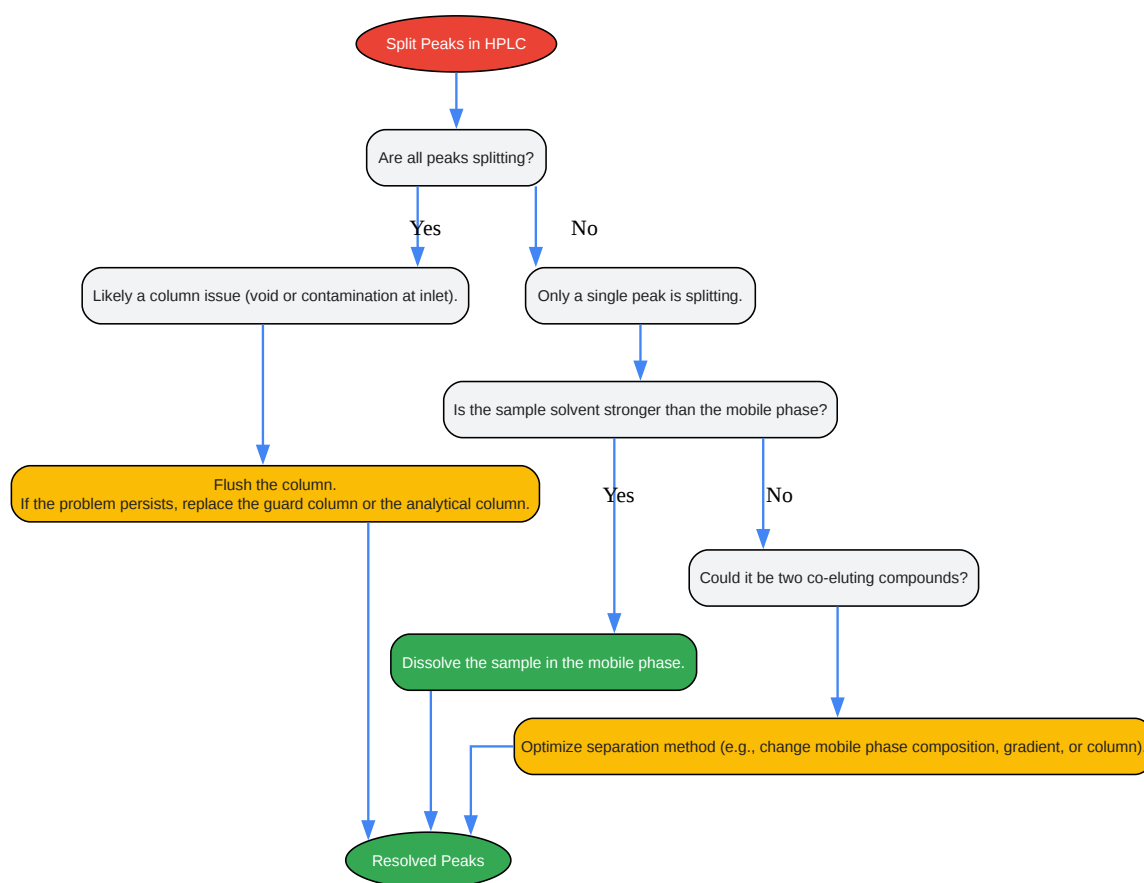 Split Peaks in HPLC
Are all peaks splitting?
Yes
No
Likely a column issue (void or contamination at inlet).
Only a single peak is splitting.
Is the sample solvent stronger than the mobile phase?
Flush the column.
If the problem persists, replace the guard column or the analytical column.
Yes
No
Could it be two co-eluting compounds?
Dissolve the sample in the mobile phase.
Optimize separation method (e.g., change mobile phase composition, gradient, or column)
Resolved Peaks